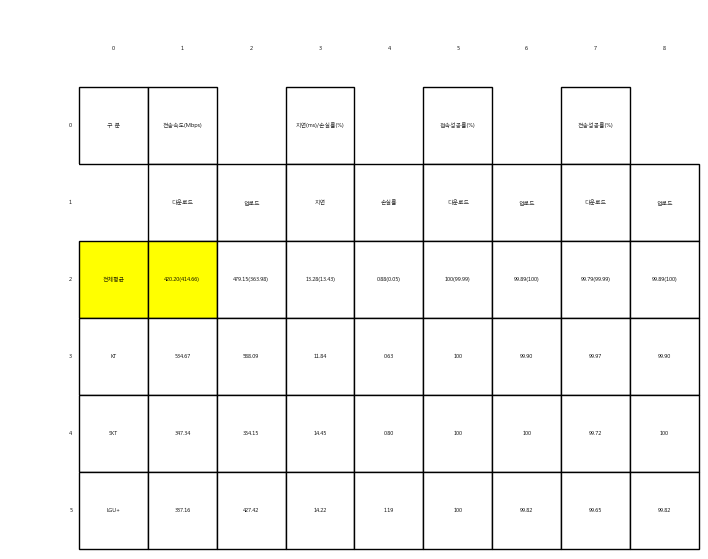 0 1 2 3 4 5 6 7 8
0 구 분 전송속도(Mbps) 지연(ms)/손실률(%) 접속성공률(%) 전송성공률(%)
1 다운로드 업로드 지연 손실률 다운로드 업로드 다운로드 업로드
2 전체평균 420.20(414.66) 479.15(363.98) 13.28(13.43) 0.88(0.05) 100(99.99) 99.89(100) 99.79(99.99) 99.89(100)
3 KT 534.67 588.09 11.84 0.63 100 99.90 99.97 99.90
4 SKT 347.34 354.15 14.45 0.80 100 100 99.72 100
5 LGU+ 357.16 427.42 14.22 1.19 100 99.82 99.65 99.82